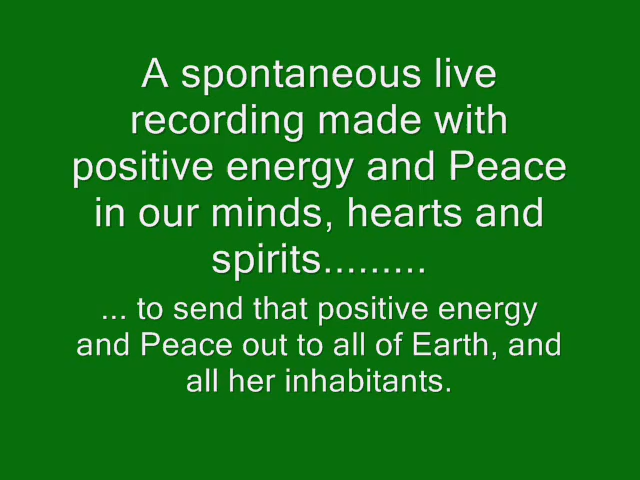 A spontaneous live
recording made with
positive energy and Peace
in our minds, hearts and
spirits.........
... to send that positive energy
and Peace out to all of Earth, and
all her inhabitants.